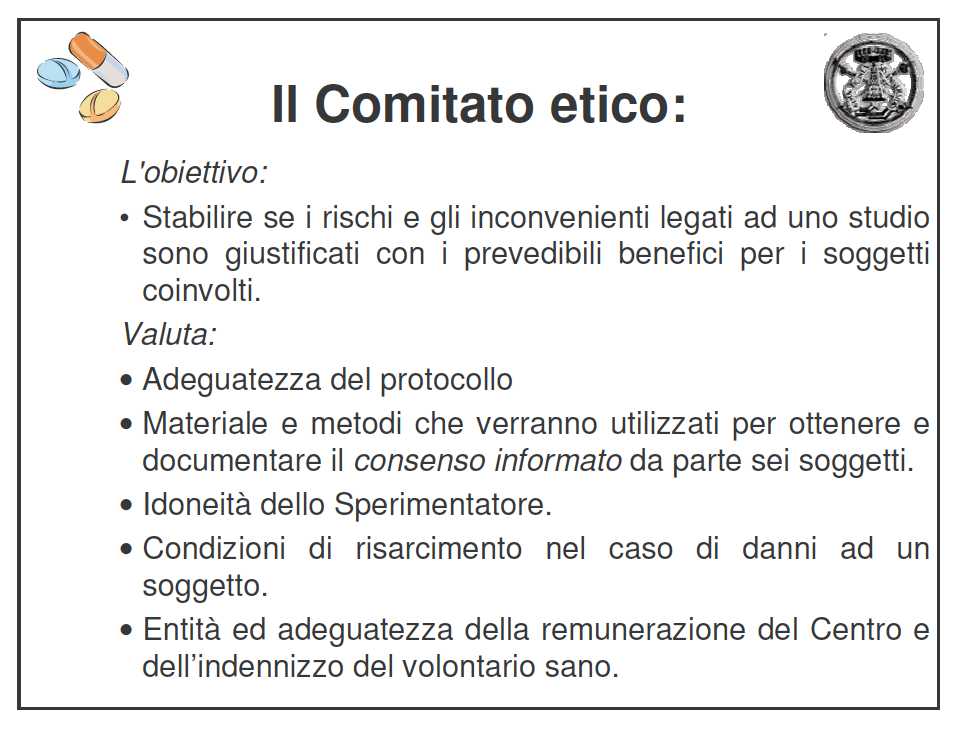 Il Comitato etico:
L'obiettivo:
• Stabilire se i rischi e gli inconvenienti legati ad uno studio
sono giustificati con i prevedibili benefici per i soggetti
coinvolti.
Valuta:
• Adeguatezza del protocollo
• Materiale e metodi che verranno utilizzati per ottenere e
documentare il consenso informato da parte sei soggetti.
• Idoneità dello Sperimentatore.
• Condizioni di risarcimento nel caso di danni ad un
soggetto.
• Entità ed adeguatezza della remunerazione del Centro e
dell’indennizzo del volontario sano.